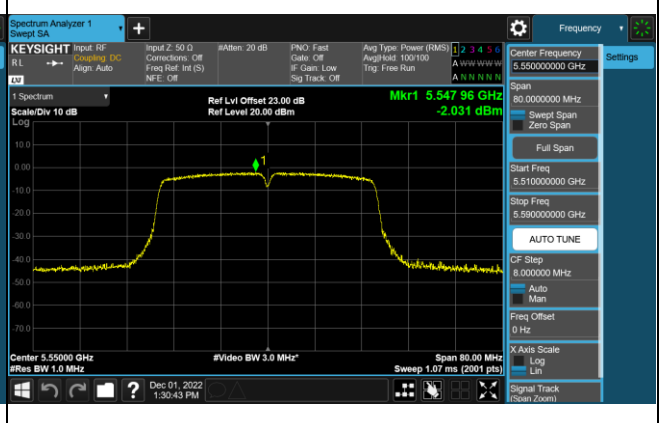 Spectrum Analyzer 1
Swept SA
Frequency
KEYSIGHT
R L
LXI
Input: RF
Coupling: DC
Align: Auto
Input Z: 50 Ω
Corrections: Off
Freq Ref: Int (S)
NFE: Off
#Atten: 20 dB
PNO: Fast
Gate: Off
IF Gain: Low
Sig Track: Off
Avg Type: Power (RMS)
Avg|Hold: 100/100
Trig: Free Run
1 2 3 4 5 6
A W W W W W
A N N N N N
1 Spectrum
Scale/Div 10 dB
Log
Ref Lvl Offset 23.00 dB
Ref Level 20.00 dBm
Mkr1 5.547 96 GHz
-2.031 dBm
10.0
0.00
-10.0
-20.0
-30.0
-40.0
-50.0
-60.0
-70.0
1
Center 5.55000 GHz
#Res BW 1.0 MHz
#Video BW 3.0 MHz*
Span 80.00 MHz
Sweep 1.07 ms (2001 pts)
?
Dec 01, 2022
1:30:43 PM
Center Frequency
5.550000000 GHz
Span
80.0000000 MHz
Swept Span
Zero Span
Full Span
Start Freq
5.510000000 GHz
Stop Freq
5.590000000 GHz
AUTO TUNE
CF Step
8.000000 MHz
Auto
Man
Freq Offset
0 Hz
X Axis Scale
Log
Lin
Signal Track
(Span Zoom)
Settings